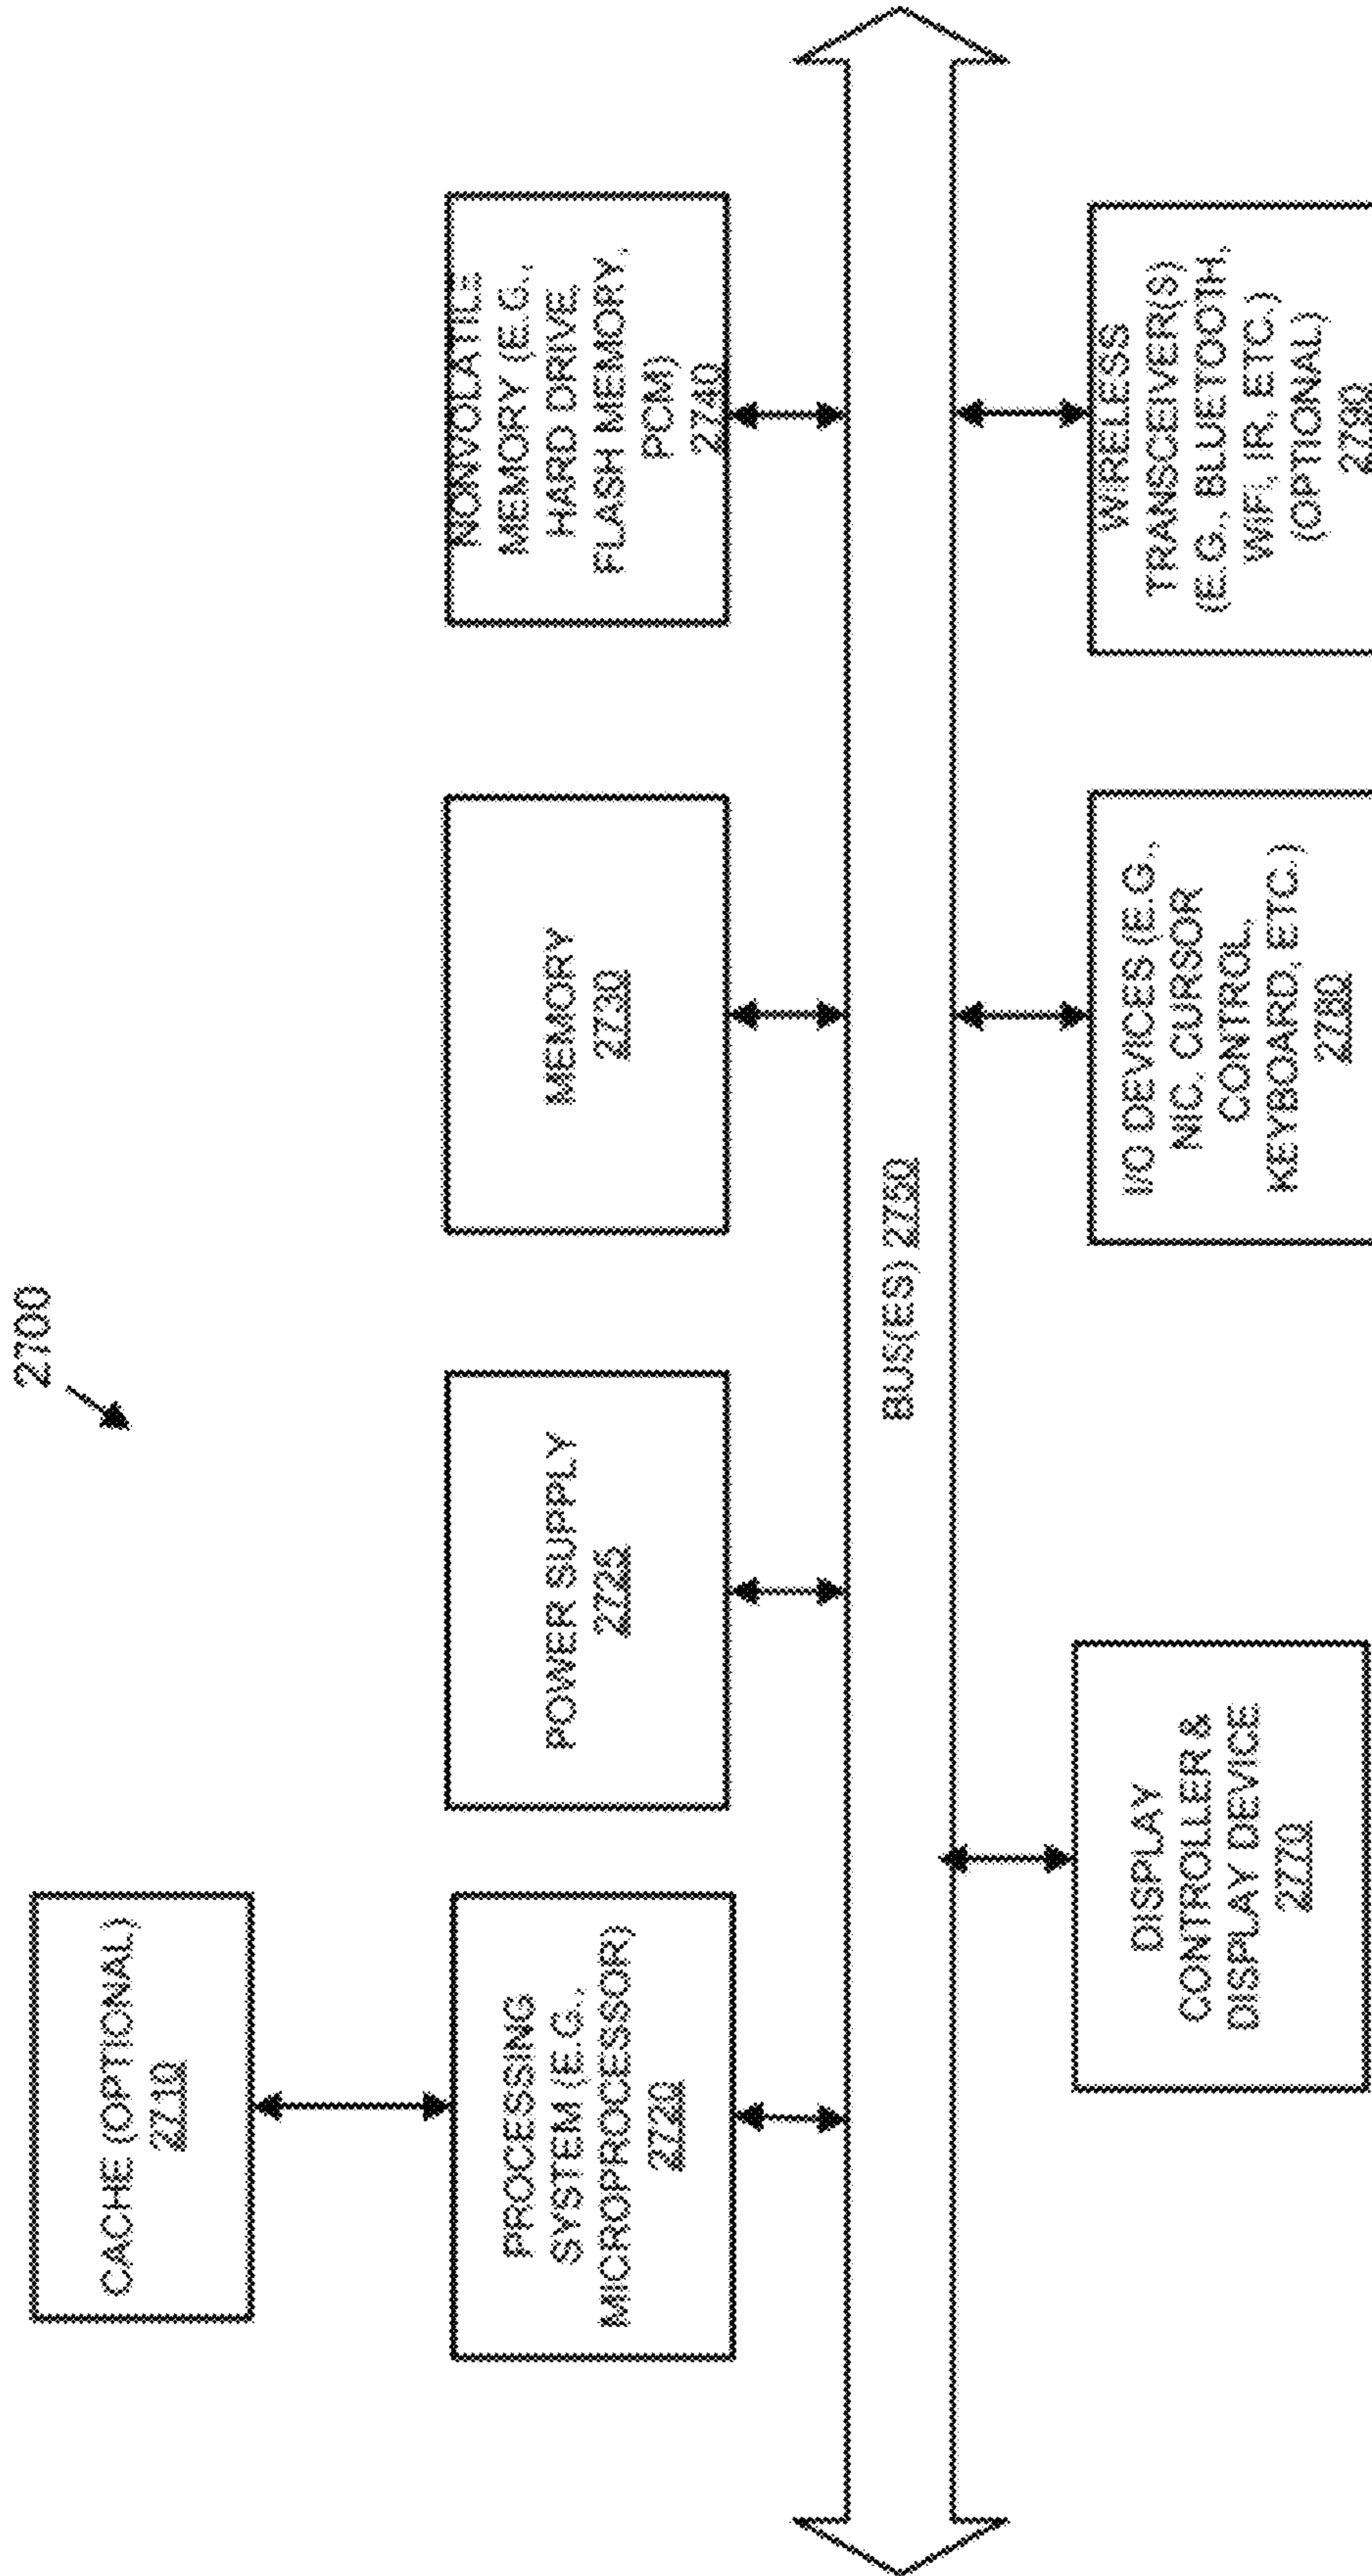 2700
CACHE (OPTIONAL)
2710
PROCESSING
SYSTEM (E.G.,
MICROPROCESSOR)
2720
POWER SUPPLY
2725
MEMORY
2730
NONVOLATILE
MEMORY (E.G.,
HARD DRIVE,
FLASH MEMORY,
PCM)
2740
BUS(ES) 2750
DISPLAY
CONTROLLER &
DISPLAY DEVICE
2770
I/O DEVICES (E.G.,
NIC, CURSOR
CONTROL,
KEYBOARD, ETC.)
2780
WIRELESS
TRANSCEIVER(S)
(E.G., BLUETOOTH,
WIFI, IR, ETC.)
(OPTIONAL)
2790